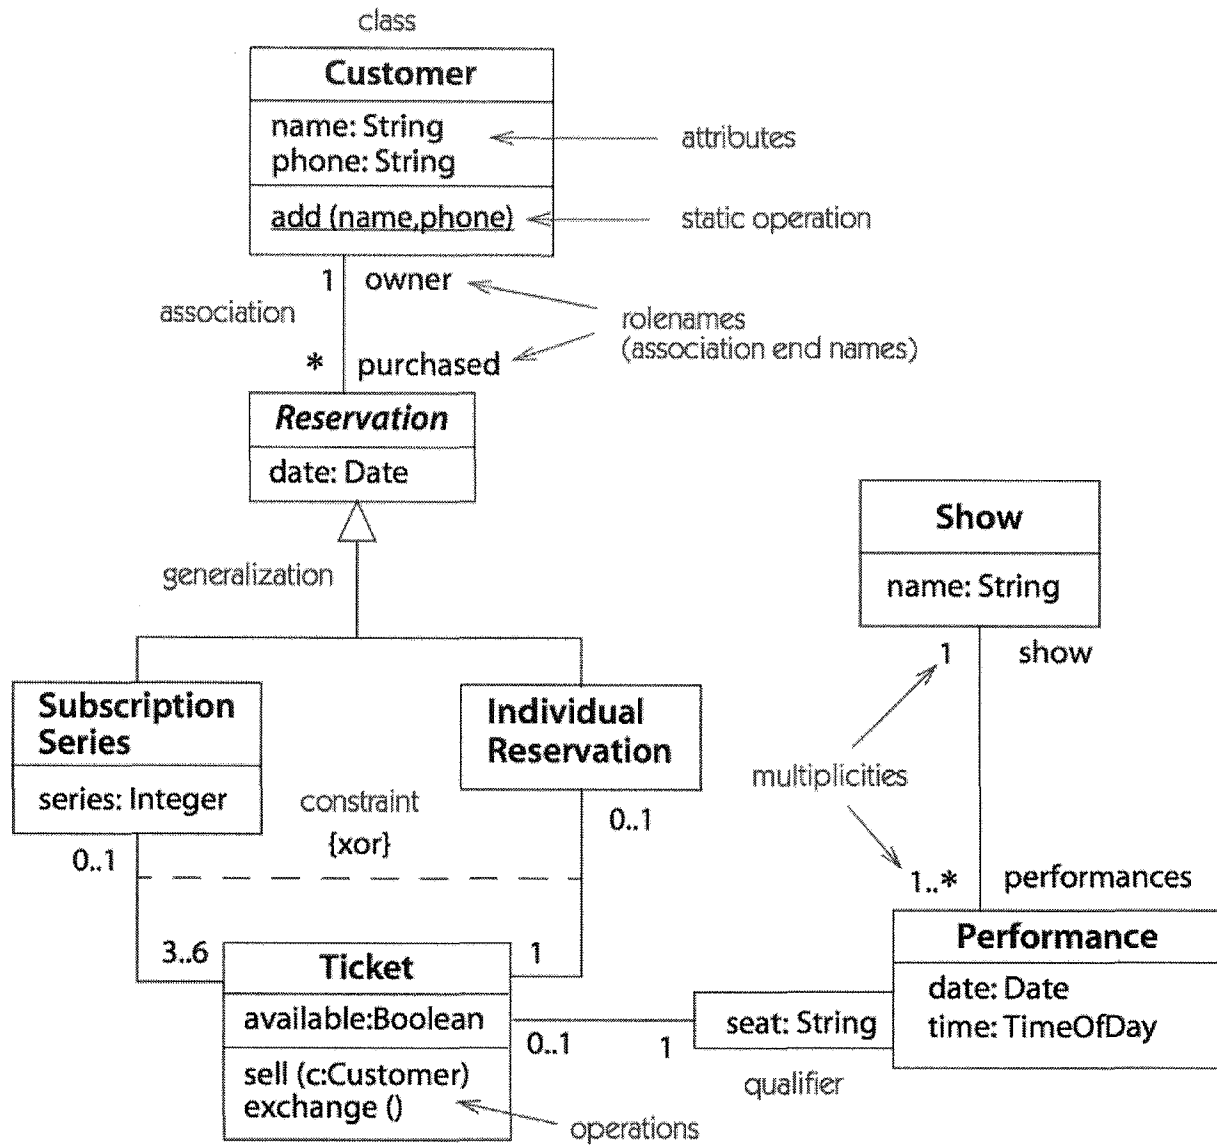 class
Customer
name: String
phone: String
attributes
add (name,phone)
static operation
1 owner
association
rolenames
(association end names)
* purchased
Reservation
date: Date
generalization
Show
name: String
1 show
Subscription
Series
series: Integer
Individual
Reservation
multiplicities
constraint
{xor}
0..1
0..1
1..* performances
3..6
1
Ticket
available:Boolean
sell (c:Customer)
exchange ()
operations
0..1
1
seat: String
qualifier
Performance
date: Date
time: TimeOfDay